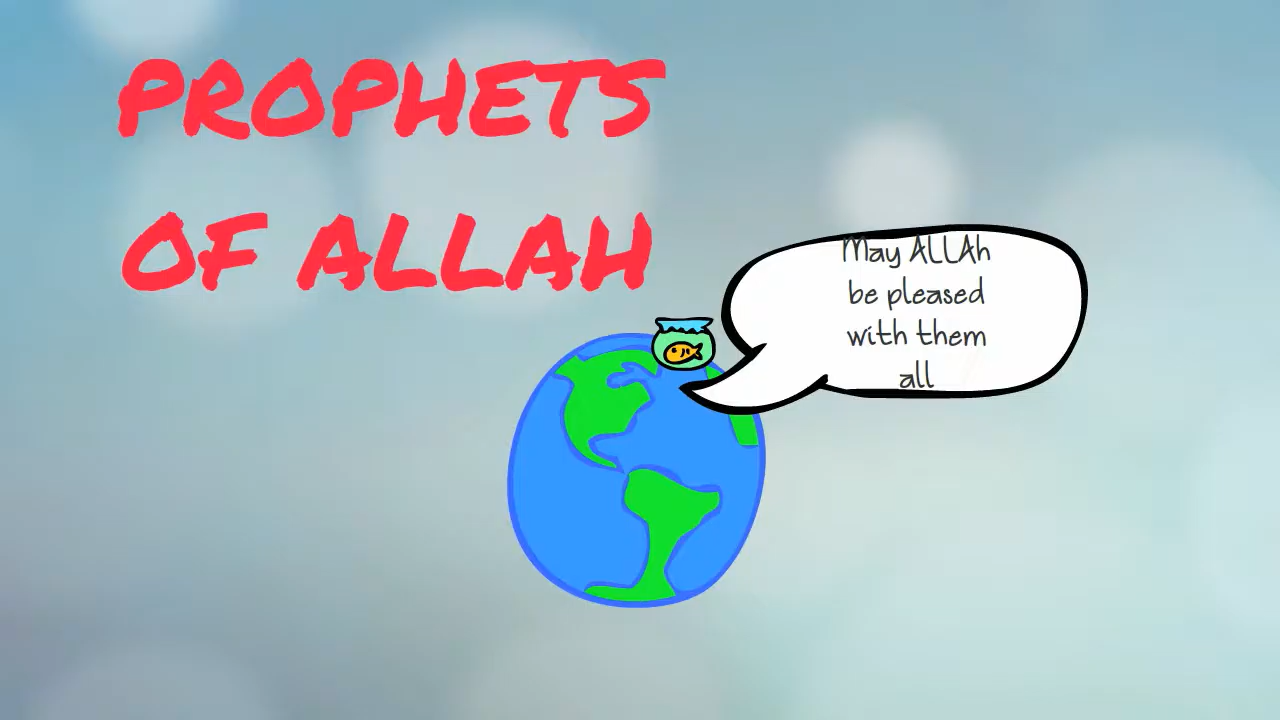 PROPHETS
OF ALLAH
May ALLAh
be pleased
with them
all